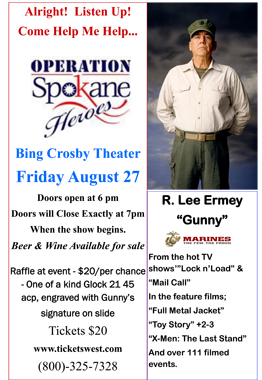 Alright!  Listen Up!
Come Help Me Help...
OPERATION
Spokane
Heroes
Bing Crosby Theater
Friday August 27
Doors open at 6 pm
Doors will Close Exactly at 7pm
When the show begins.
Beer & Wine Available for sale
Raffle at event - $20/per chance
- One of a kind Glock 21 45
acp, engraved with Gunny's
signature on slide
Tickets $20
www.ticketswest.com
(800)-325-7328
R. Lee Ermey
“Gunny”
MARINES
THE FEW. THE PROUD.
From the hot TV
shows'”Lock n'Load” &
“Mail Call”
In the feature films;
“Full Metal Jacket”
“Toy Story” +2-3
“X-Men: The Last Stand”
And over 111 filmed
events.